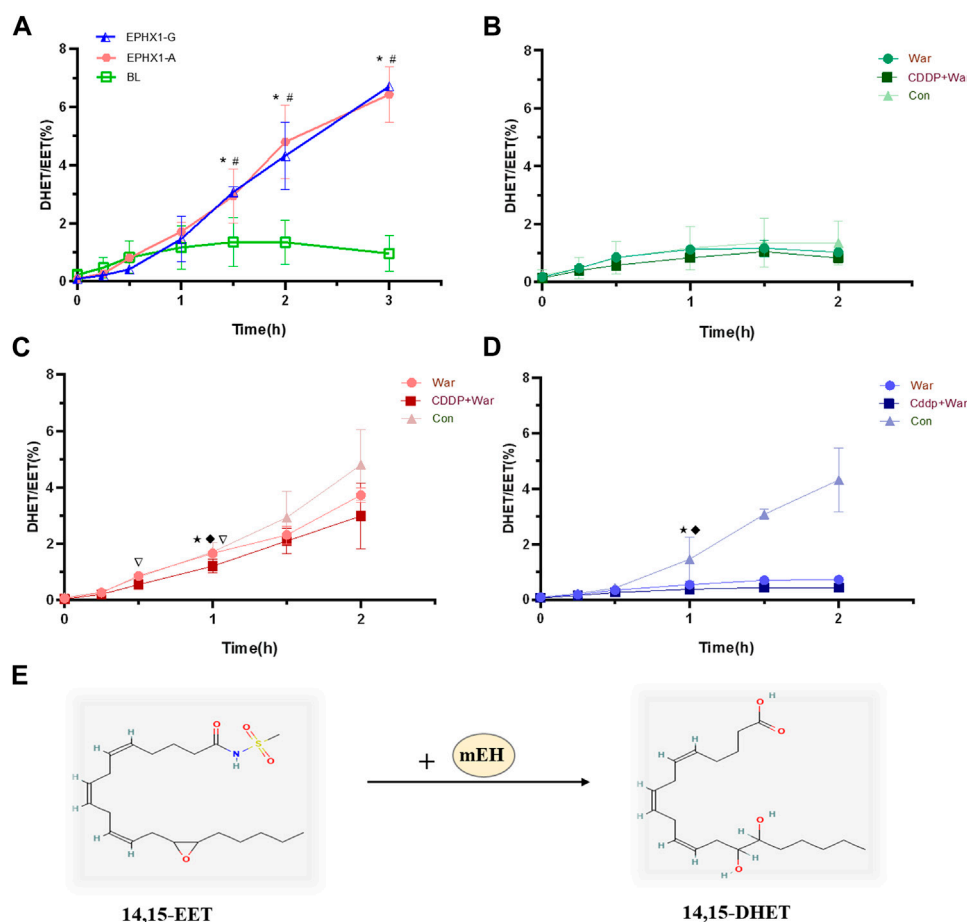 A
EPHX1-G
EPHX1-A
BL
DHET/EET(%)
8
6
4
2
0
* #
* #
* #
0
1
2
3
Time(h)
B
War
CDDP+War
Con
DHET/EET(%)
8
6
4
2
0
0
1
2
Time(h)
C
War
CDDP+War
Con
DHET/EET(%)
8
6
4
2
0
▽
★◆▽
0
1
2
Time(h)
D
War
Cddp+War
Con
DHET/EET(%)
8
6
4
2
0
★◆
0
1
2
Time(h)
E
O
N
H
S
O
O
H
H
H
H
H
H
O
14,15-EET
+ mEH
H
O
O
H
H
H
H
H
H
O
H
H
H
O
H
14,15-DHET